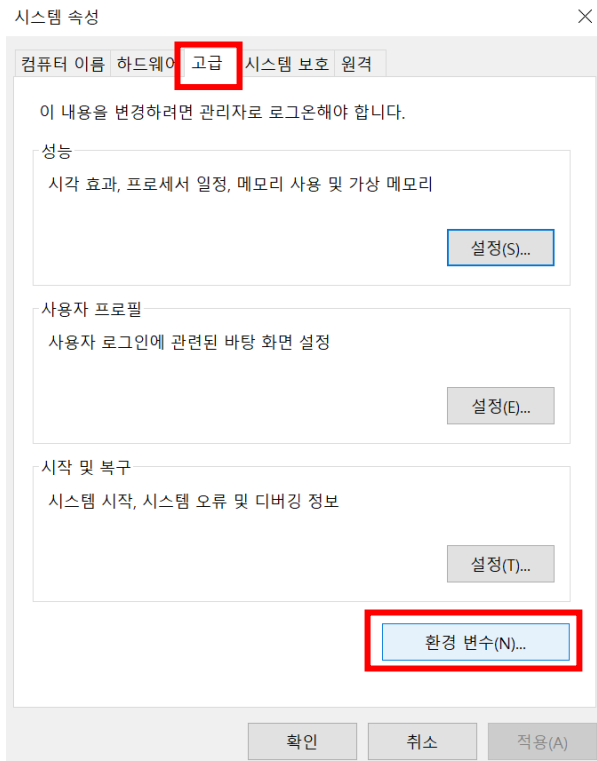 시스템 속성
컴퓨터 이름 하드웨어 고급 시스템 보호 원격
이 내용을 변경하려면 관리자로 로그온해야 합니다.
성능
시각 효과, 프로세서 일정, 메모리 사용 및 가상 메모리
설정(S)...
사용자 프로필
사용자 로그인에 관련된 바탕 화면 설정
설정(E)...
시작 및 복구
시스템 시작, 시스템 오류 및 디버깅 정보
설정(T)...
환경 변수(N)...
확인 취소 적용(A)